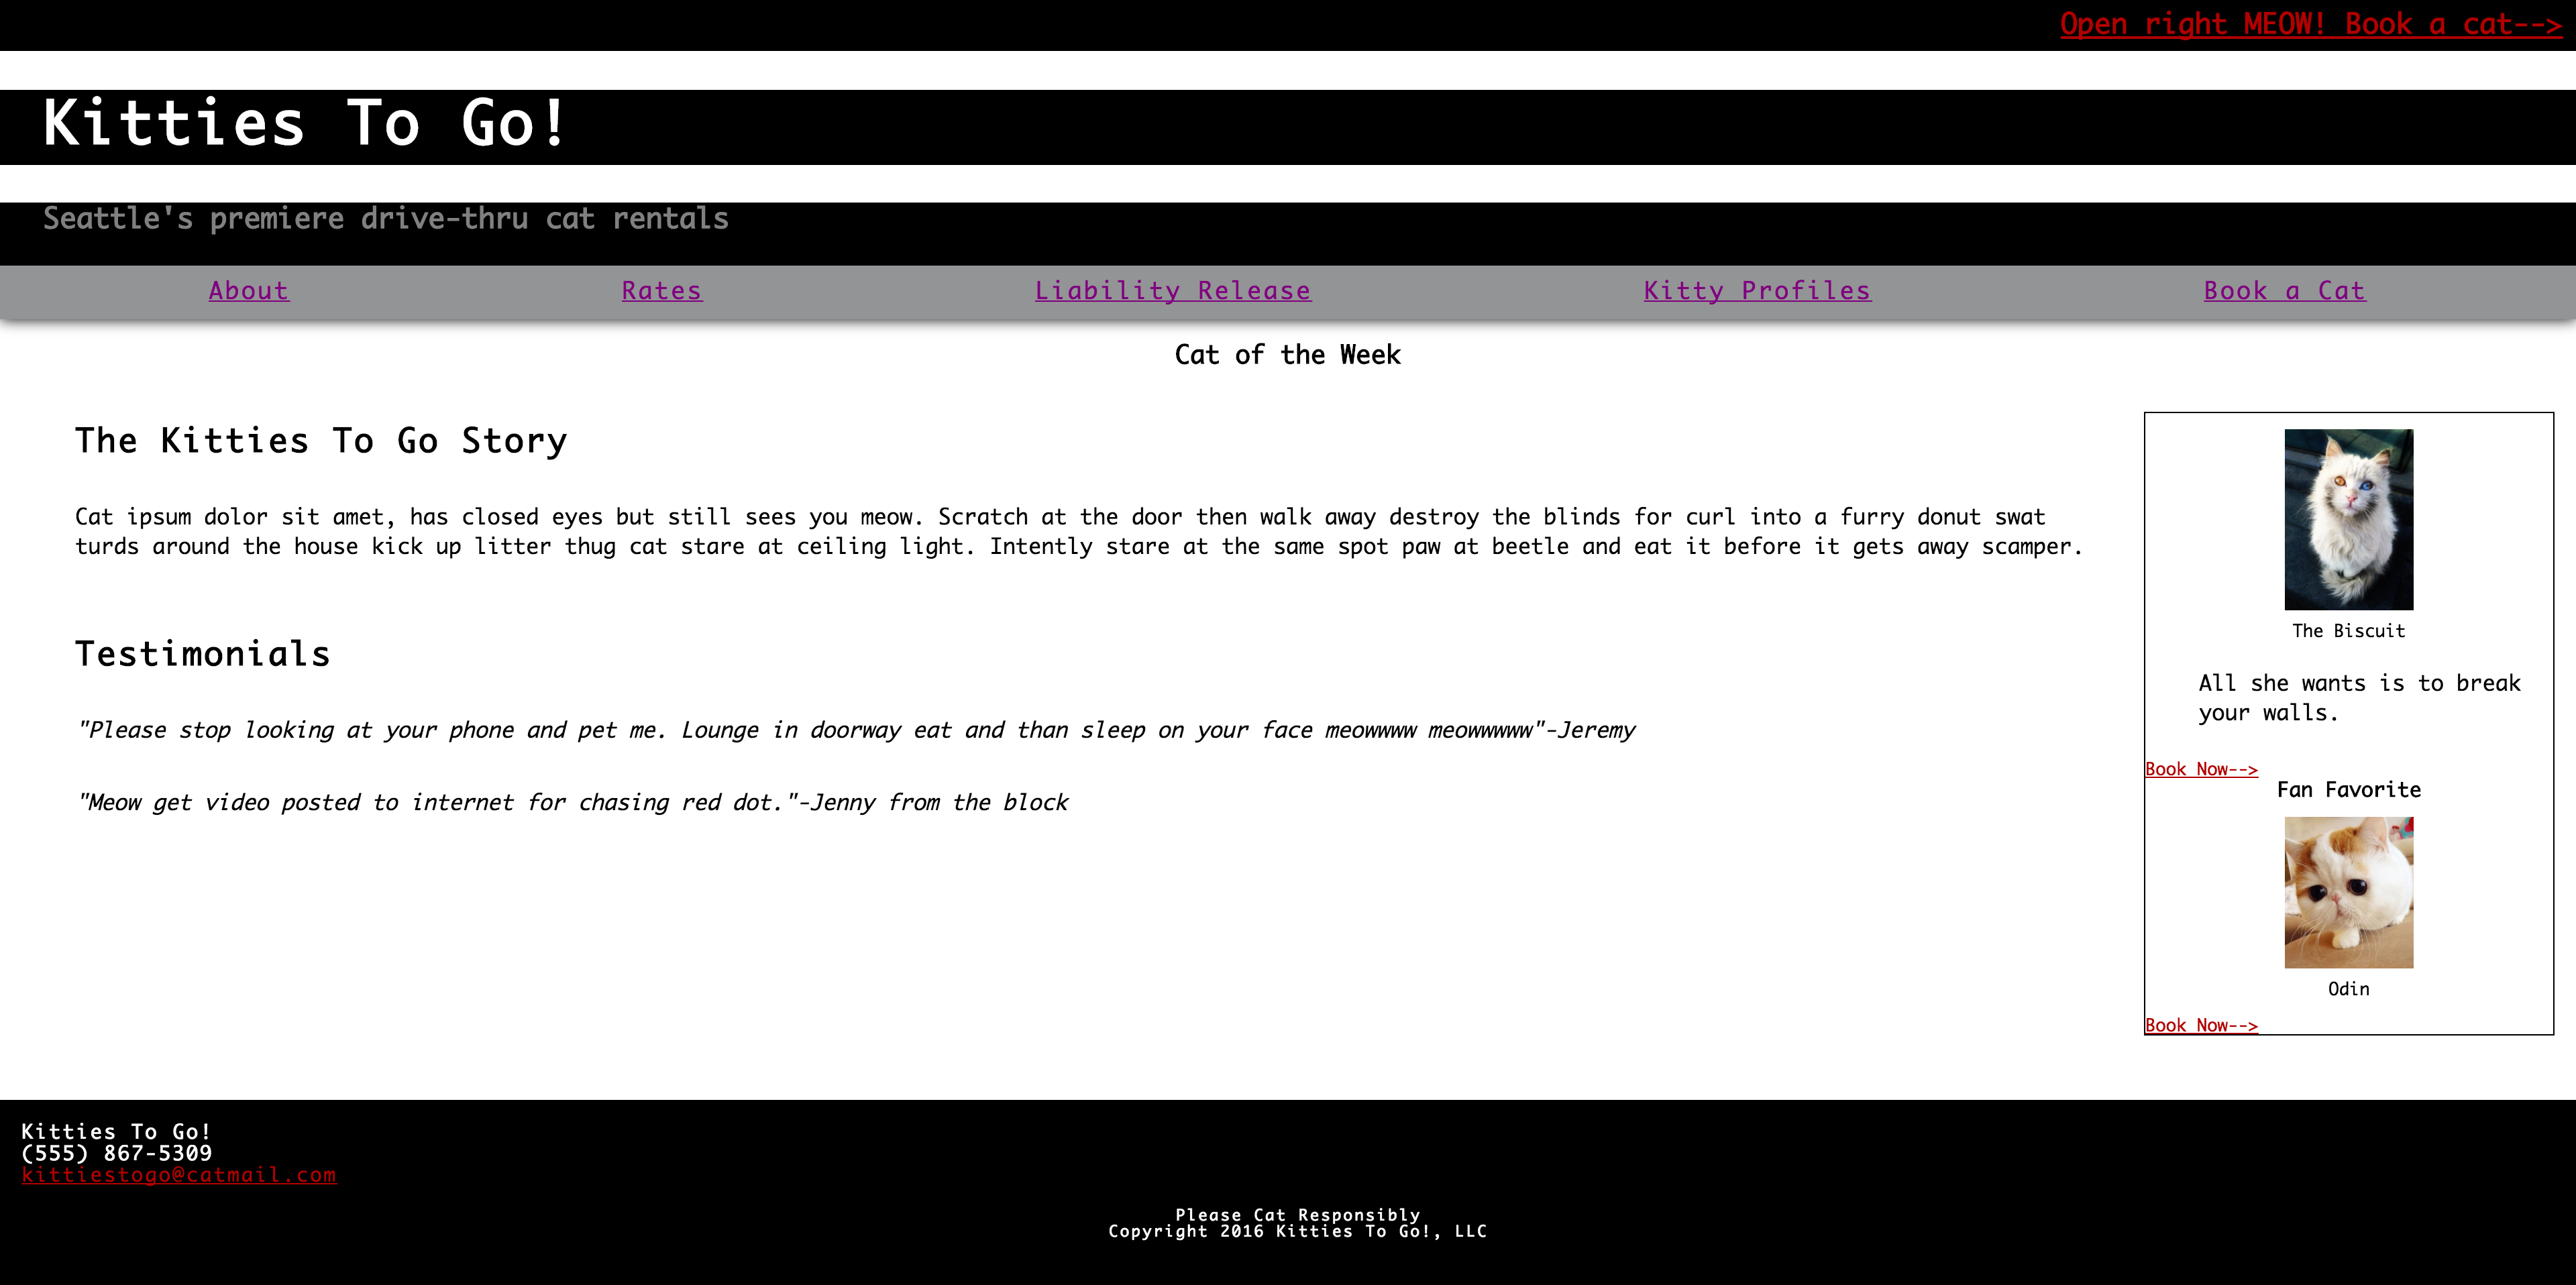 Open right MEOW! Book a cat-->
Kitties To Go!
Seattle's premiere drive-thru cat rentals
About
Rates
Liability Release
Kitty Profiles
Book a Cat
Cat of the Week
The Kitties To Go Story
Cat ipsum dolor sit amet, has closed eyes but still sees you meow. Scratch at the door then walk away destroy the blinds for curl into a furry donut swat
turds around the house kick up litter thug cat stare at ceiling light. Intently stare at the same spot paw at beetle and eat it before it gets away scamper.
Testimonials
"Please stop looking at your phone and pet me. Lounge in doorway eat and than sleep on your face meowwww meowwwww"-Jeremy
"Meow get video posted to internet for chasing red dot."-Jenny from the block
The Biscuit
All she wants is to break
your walls.
Book Now-->
Fan Favorite
Odin
Book Now-->
Kitties To Go!
(555) 867-5309
kittiestogo@catmail.com
Please Cat Responsibly
Copyright 2016 Kitties To Go!, LLC